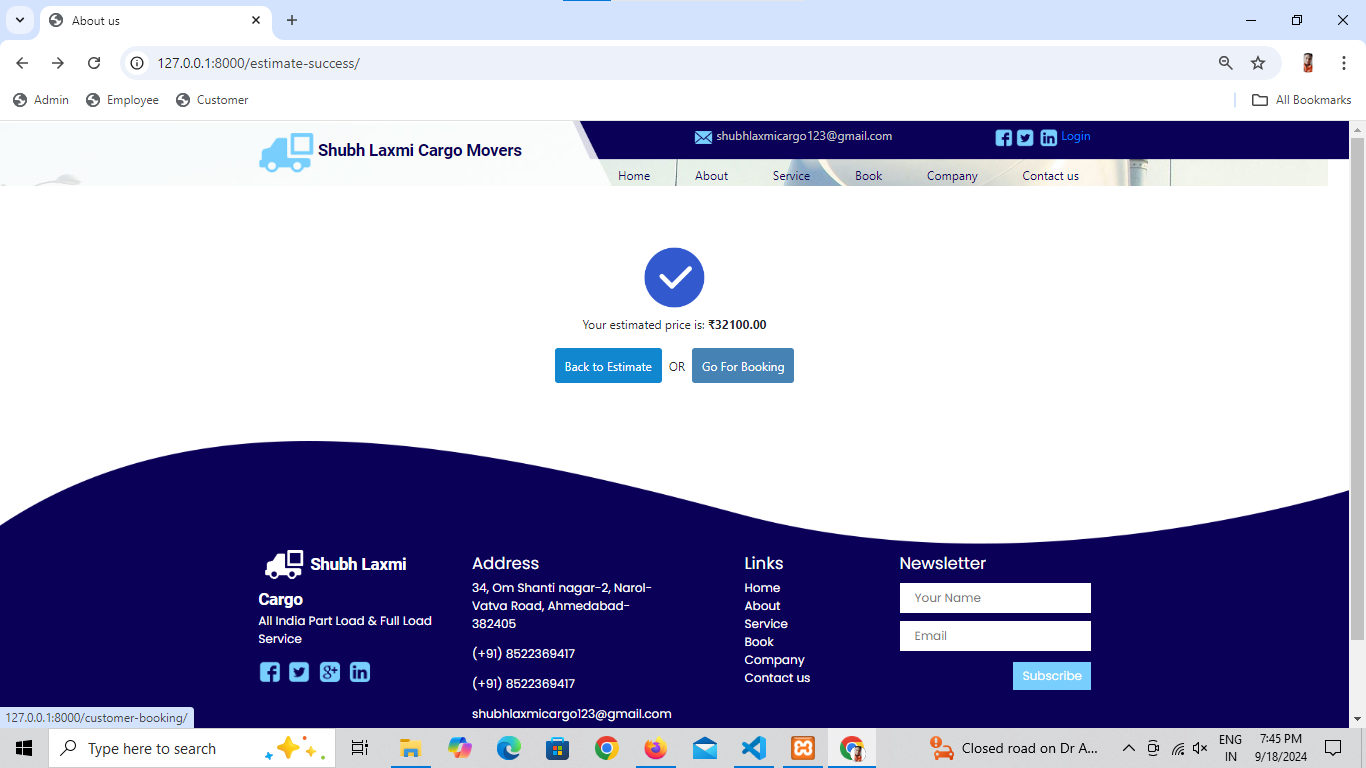 About us
127.0.0.1:8000/estimate-success/
Admin Employee Customer All Bookmarks
Shubh Laxmi Cargo Movers
shubhlaxmicargo123@gmail.com
Login
Home About Service Book Company Contact us
Your estimated price is: ₹32100.00
Back to Estimate OR Go For Booking
Shubh Laxmi
Cargo
All India Part Load & Full Load
Service
Address
34, Om Shanti nagar-2, Narol-
Vatva Road, Ahmedabad-
382405
(+91) 8522369417
(+91) 8522369417
shubhlaxmicargo123@gmail.com
Links
Home
About
Service
Book
Company
Contact us
Newsletter
Your Name
Email
Subscribe
127.0.0.1:8000/customer-booking/
Type here to search
Closed road on Dr A...
ENG
IN
7:45 PM
9/18/2024